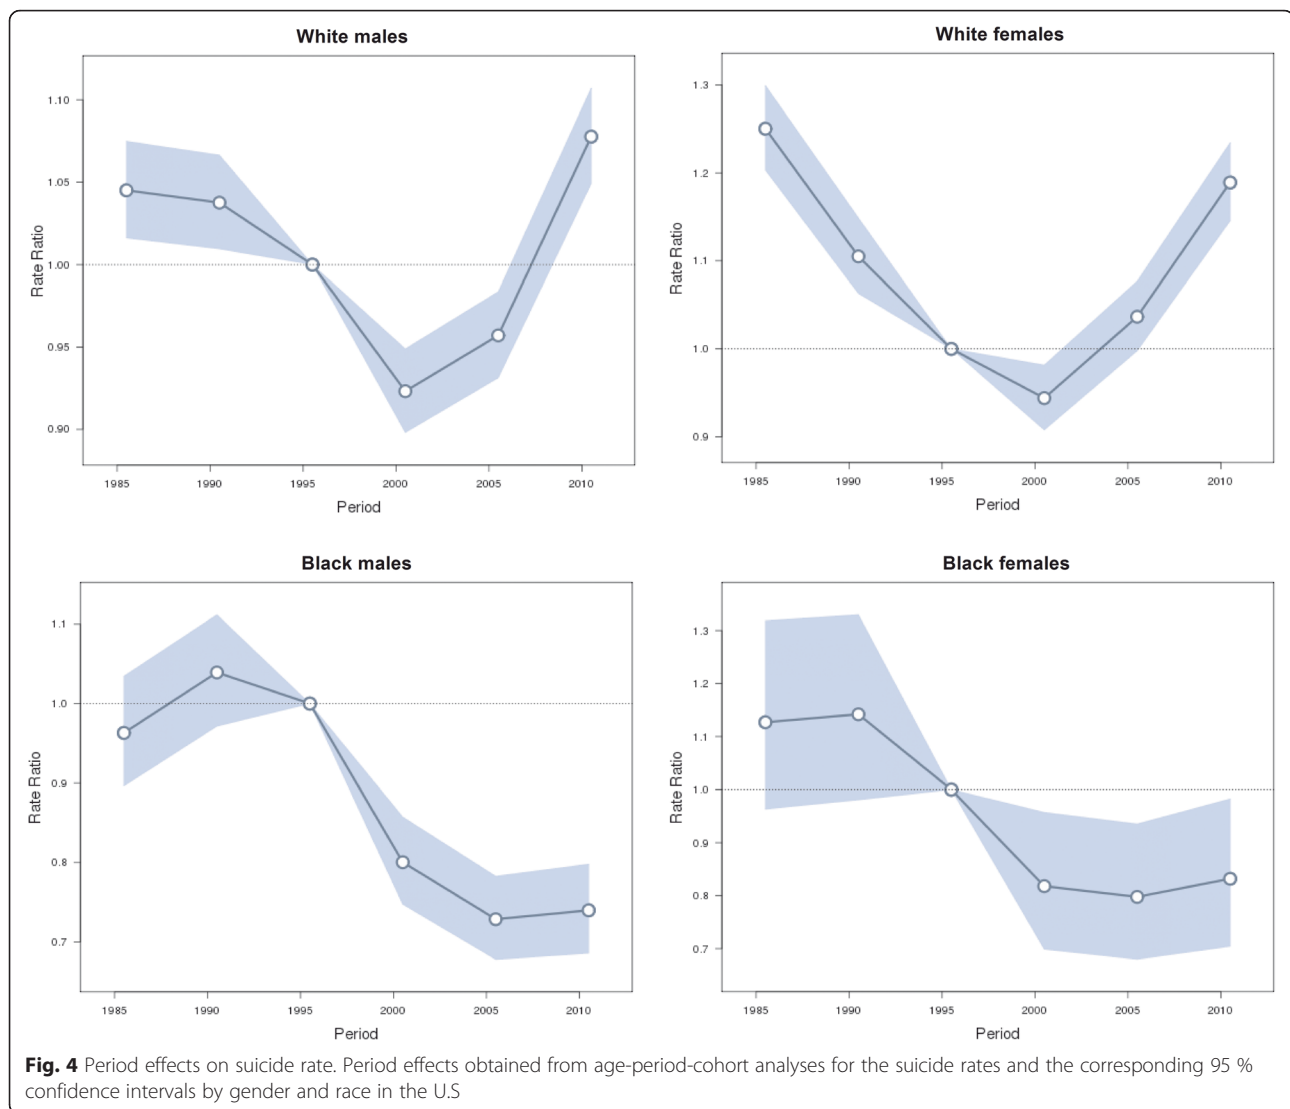 White males
Rate Ratio
1.10
1.05
1.00
0.95
0.90
1985 1990 1995 2000 2005 2010
Period
White females
Rate Ratio
1.3
1.2
1.1
1.0
0.9
1985 1990 1995 2000 2005 2010
Period
Black males
Rate Ratio
1.1
1.0
0.9
0.8
0.7
1985 1990 1995 2000 2005 2010
Period
Black females
Rate Ratio
1.3
1.2
1.1
1.0
0.9
0.8
0.7
1985 1990 1995 2000 2005 2010
Period
Fig. 4 Period effects on suicide rate. Period effects obtained from age-period-cohort analyses for the suicide rates and the corresponding 95 %
confidence intervals by gender and race in the U.S